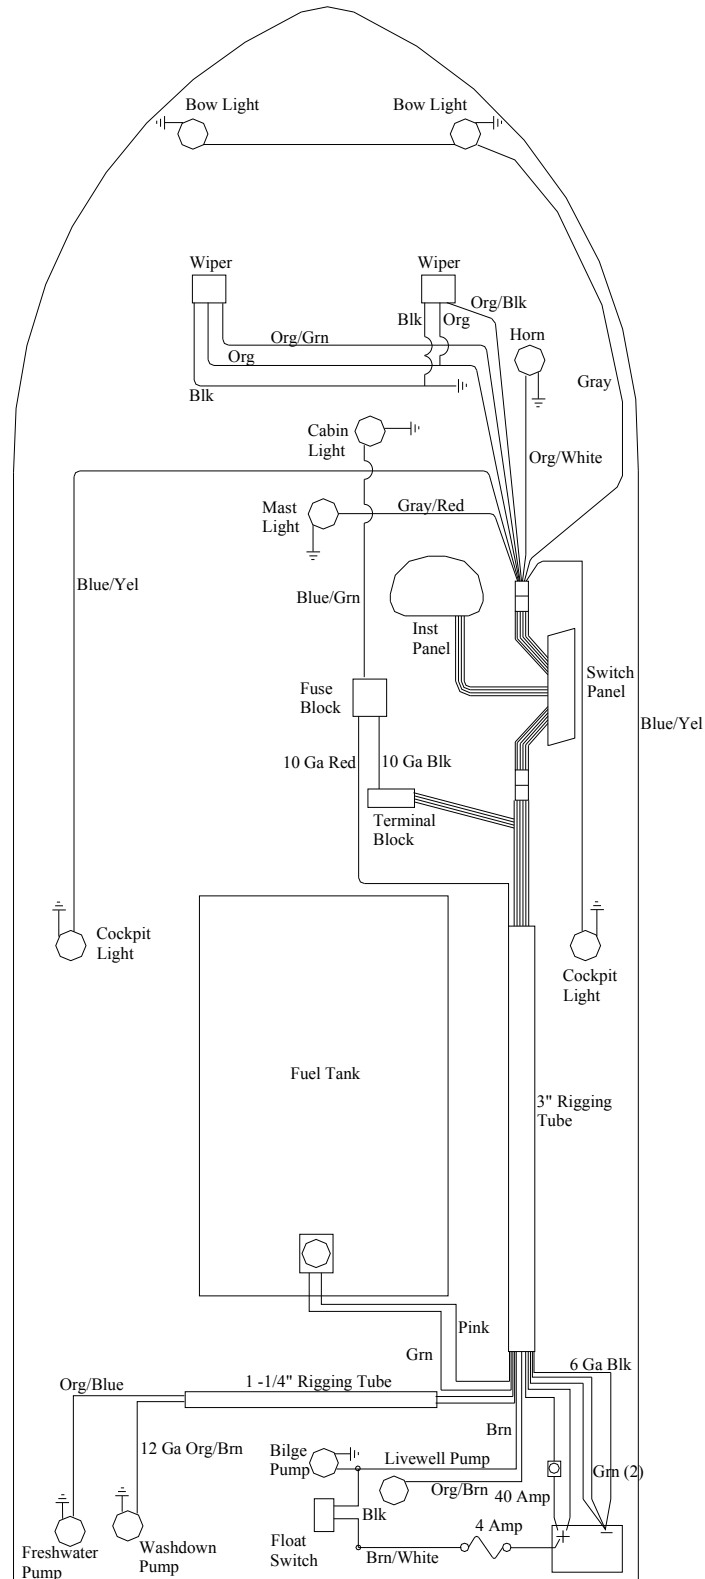 Bow Light
Bow Light
Wiper
Wiper
Org/Blk
Blk
Org
Horn
Org/Grn
Org
Gray
Blk
Cabin
Light
Org/White
Mast
Light
Gray/Red
Blue/Yel
Blue/Grn
Inst
Panel
Switch
Panel
Fuse
Block
Blue/Yel
10 Ga Red
10 Ga Blk
Terminal
Block
Cockpit
Light
Cockpit
Light
Fuel Tank
3" Rigging
Tube
Pink
Grn
6 Ga Blk
Org/Blue
1 -1/4" Rigging Tube
Brn
12 Ga Org/Brn
Bilge
Pump
Livewell Pump
Grn (2)
Org/Brn
40 Amp
Blk
4 Amp
Float
Switch
Brn/White
+
−
Freshwater
Pump
Washdown
Pump